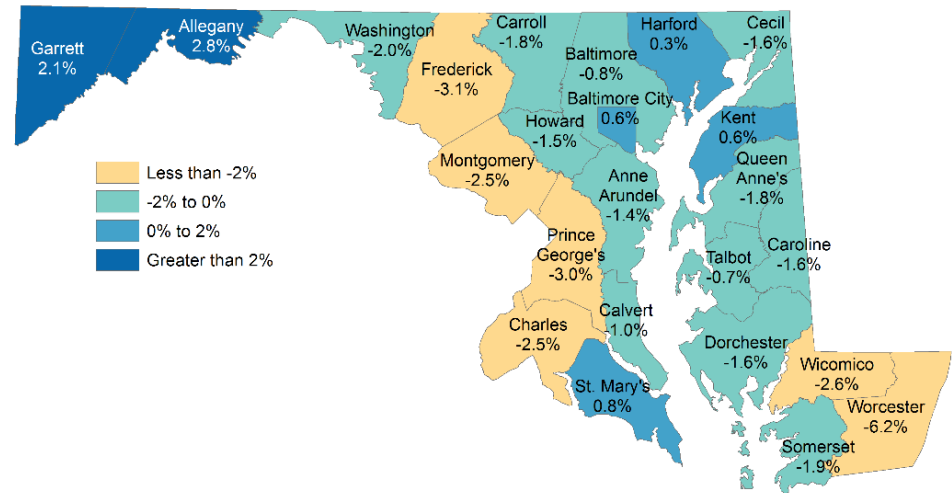 Garrett
2.1%
Allegany
2.8%
Washington
-2.0%
Frederick
-3.1%
Carroll
-1.8%
Baltimore
-0.8%
Harford
0.3%
Cecil
-1.6%
Baltimore City
0.6%
Howard
-1.5%
Kent
0.6%
Montgomery
-2.5%
Anne
Arundel
-1.4%
Queen
Anne's
-1.8%
Prince
George's
-3.0%
Talbot
-0.7%
Caroline
-1.6%
Calvert
-1.0%
Charles
-2.5%
Dorchester
-1.6%
St. Mary's
0.8%
Wicomico
-2.6%
Worcester
-6.2%
Somerset
-1.9%
Less than -2%
-2% to 0%
0% to 2%
Greater than 2%